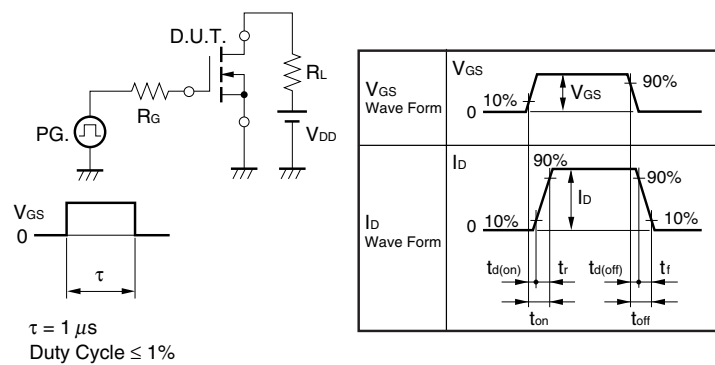 D.U.T.
RL
RG
PG.
VDD
VGS
0
τ
τ = 1 μs
Duty Cycle ≤ 1%
VGS
Wave Form
VGS
90%
VGS
10%
0
ID
Wave Form
ID
90%
90%
ID
10%
0
10%
td(on)
tr
td(off)
tf
ton
toff